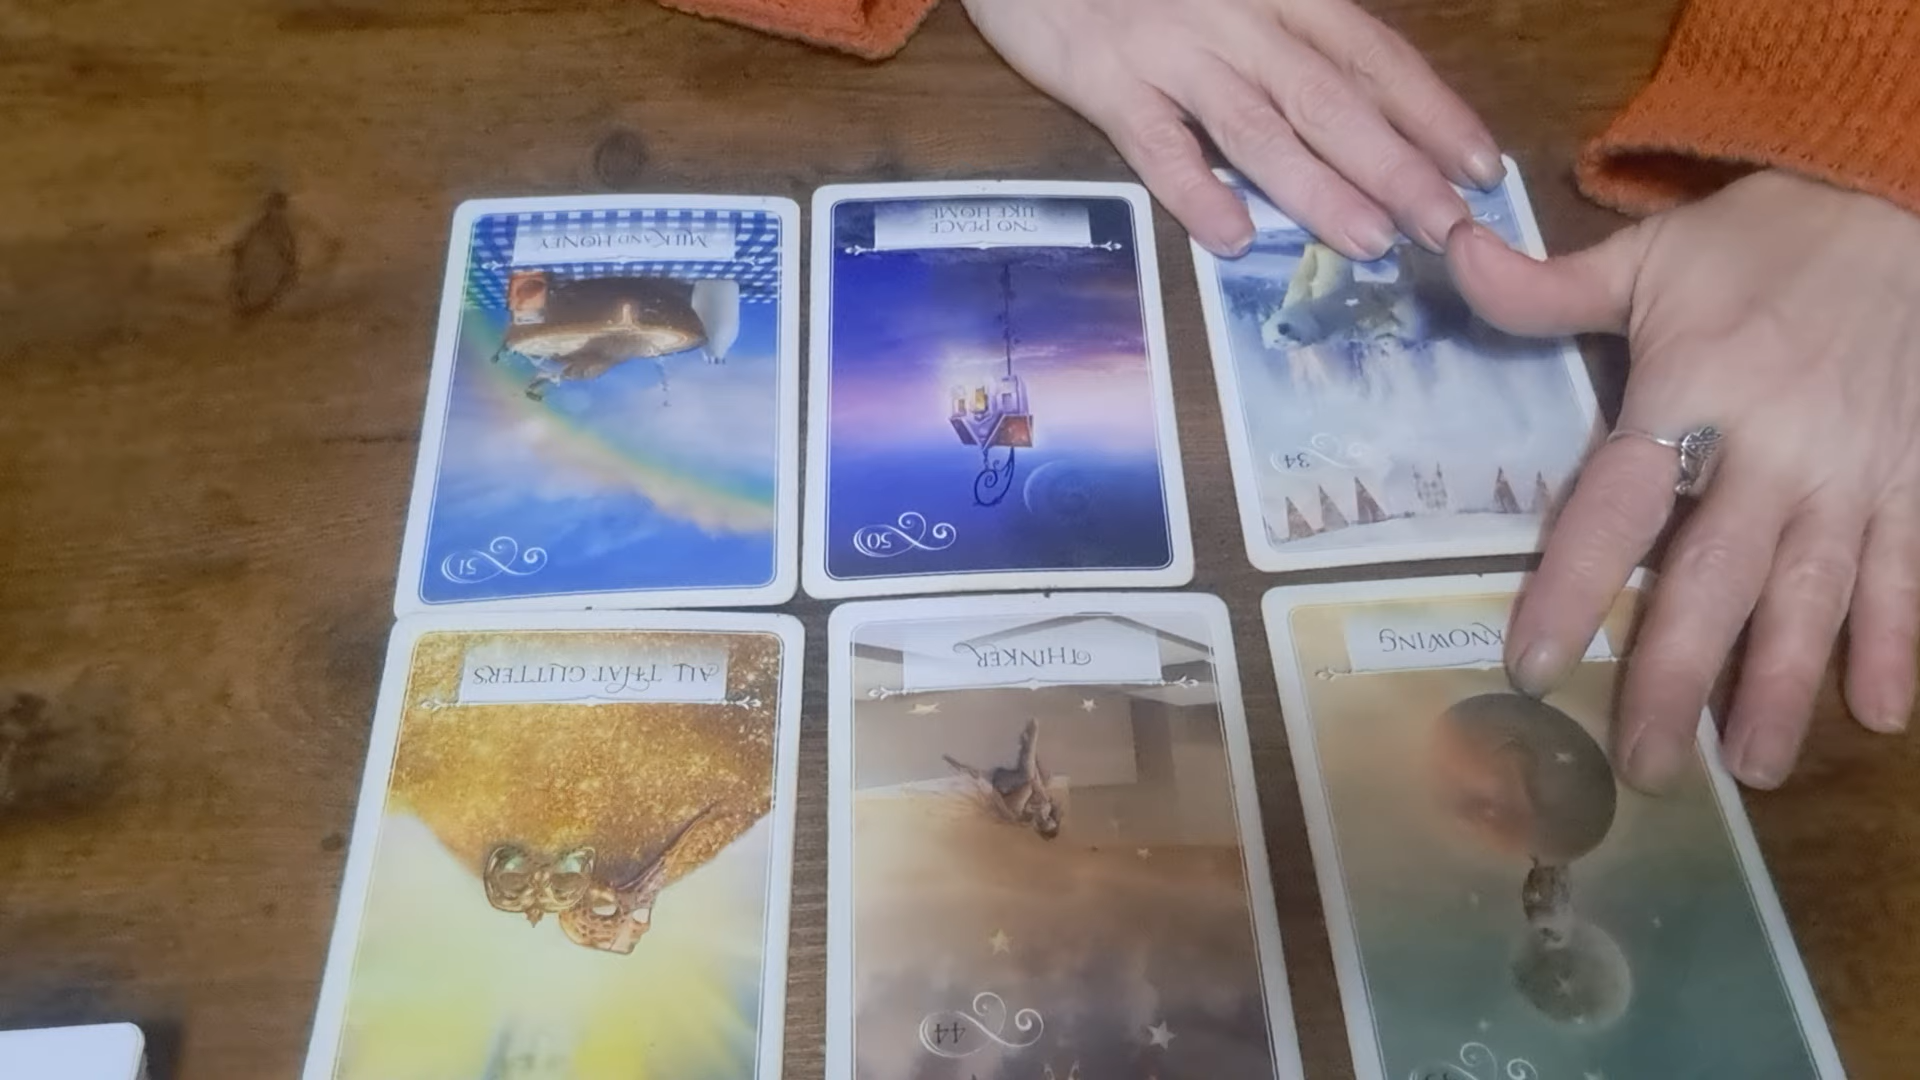 MILK AND HONEY
51
NO PEACE
LIKE HOME
50
34
ALL THAT GLITTERS
THINKER
44
KNOWING